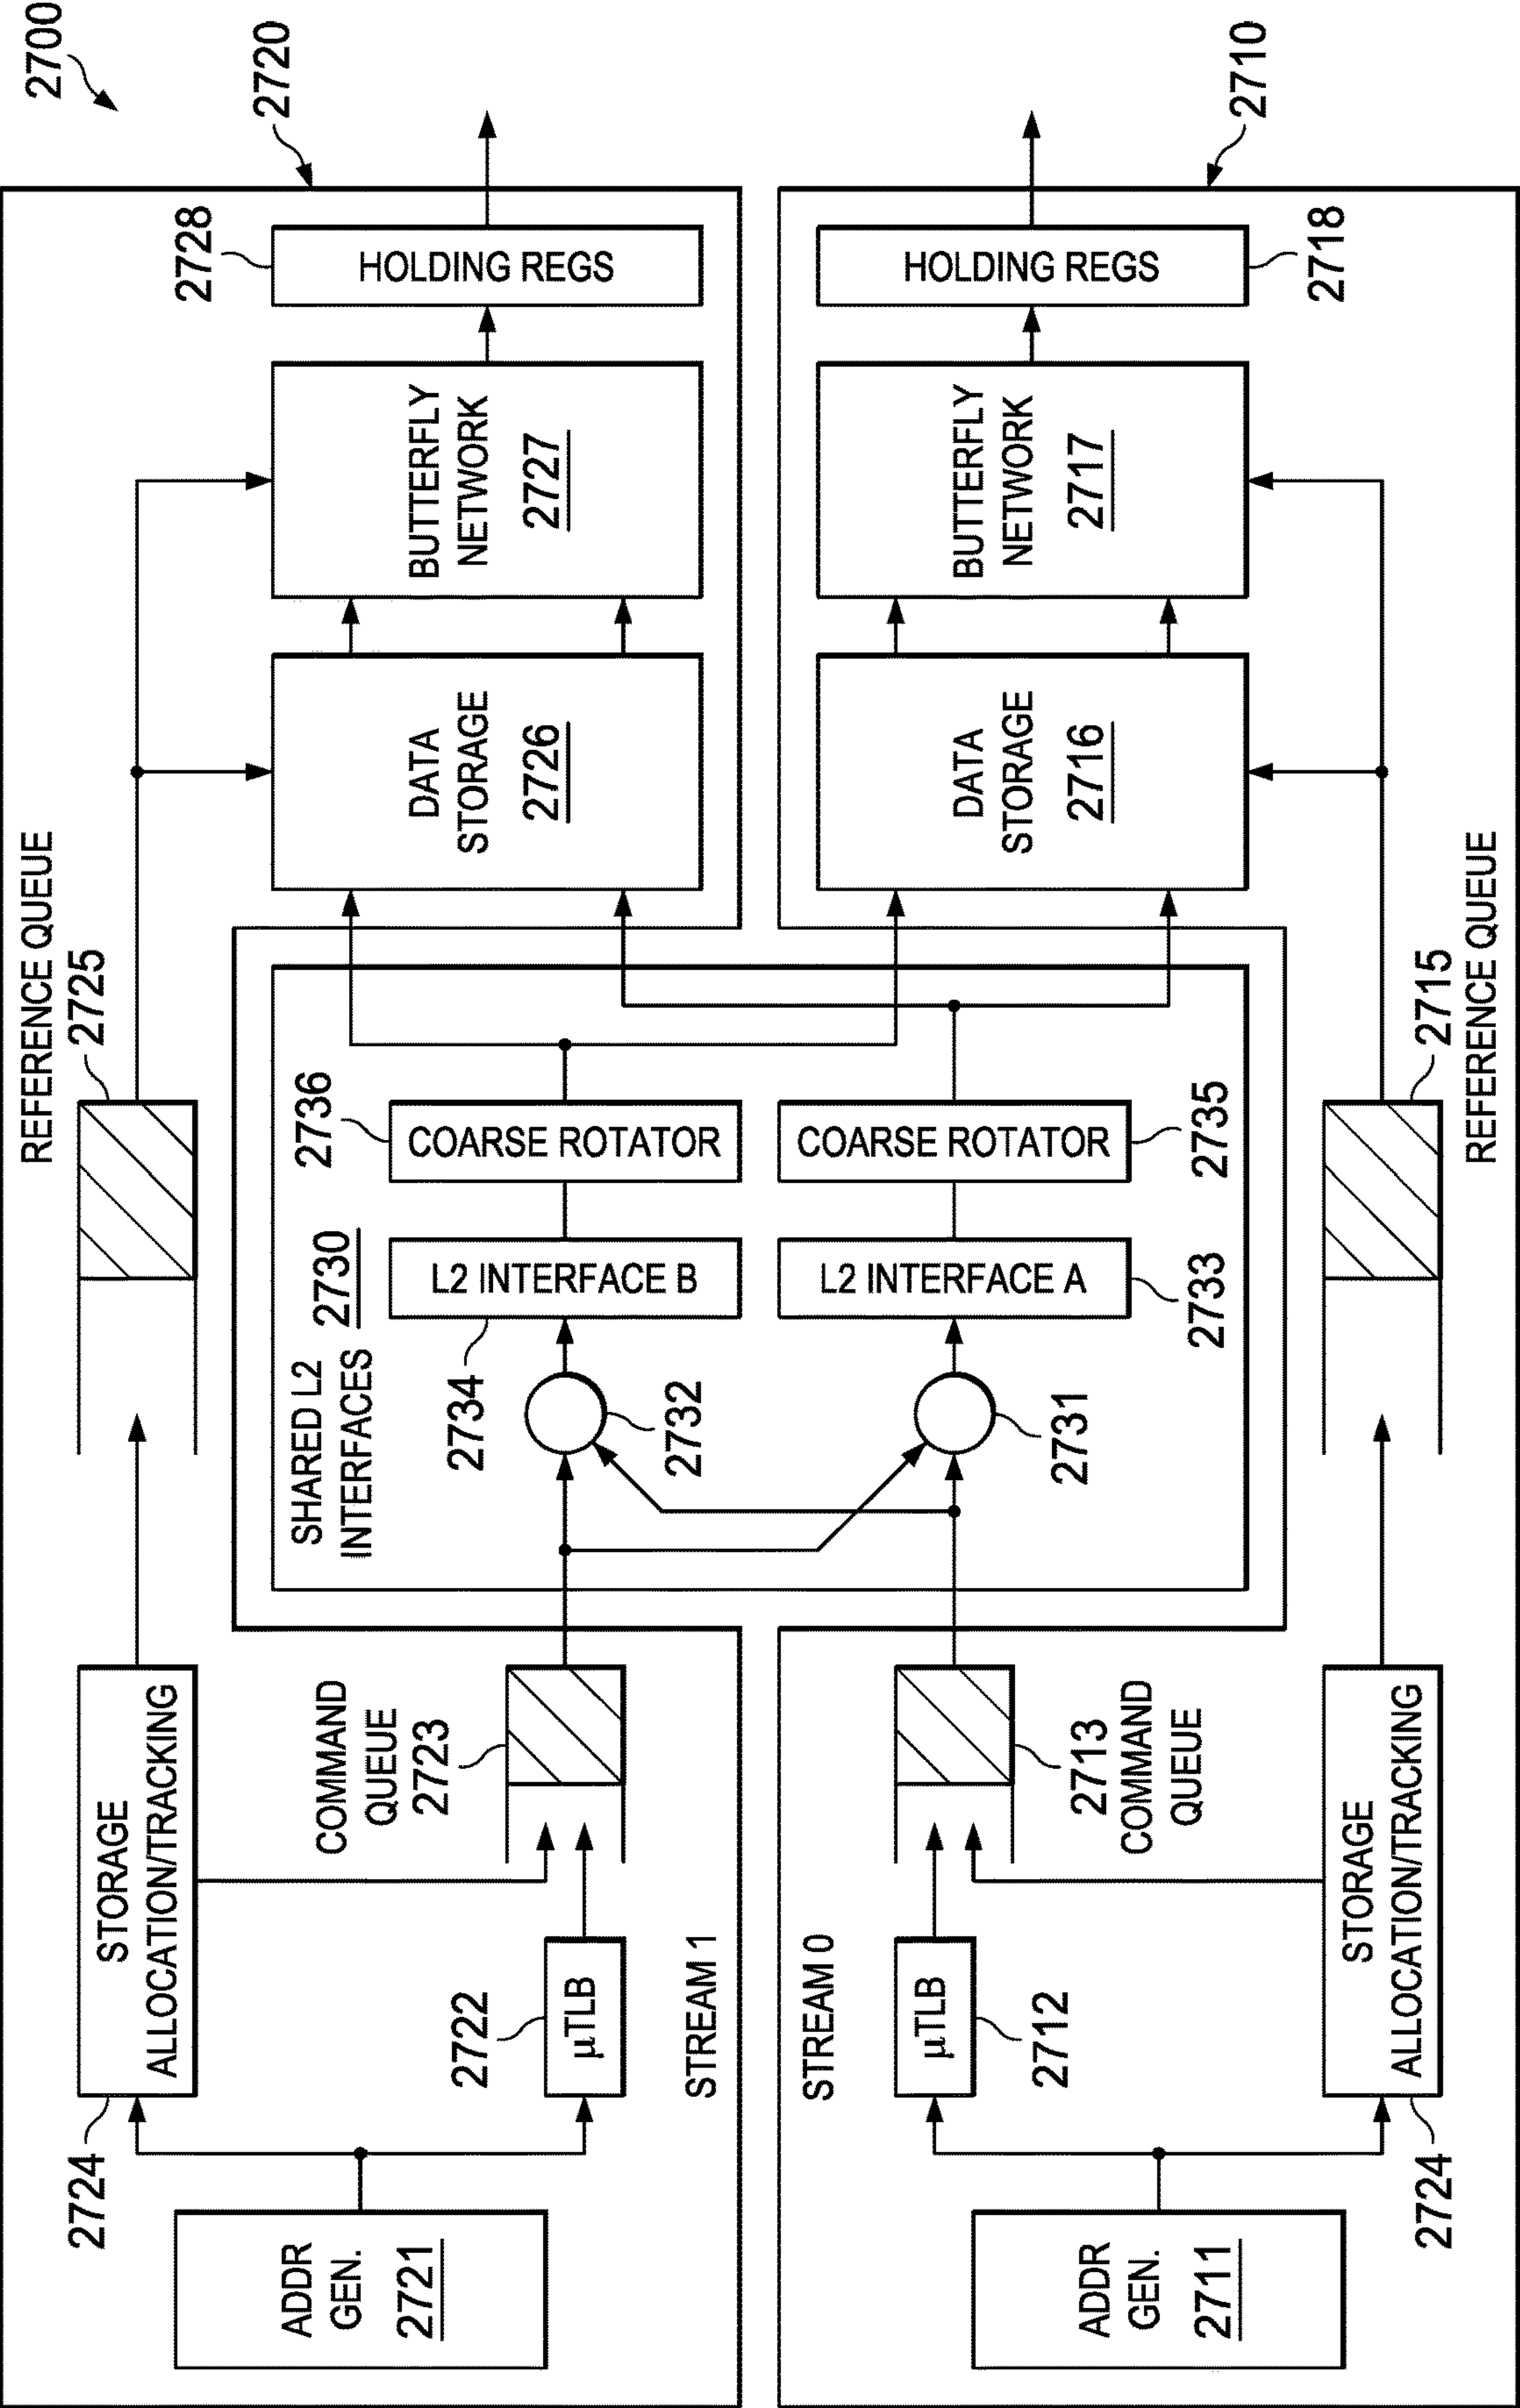 2700
2720
2710
ADDR
GEN.
2721
2724
STORAGE
ALLOCATION/TRACKING
2722
µTLB
STREAM 1
COMMAND
QUEUE
2723
REFERENCE QUEUE
2725
DATA
STORAGE
2726
BUTTERFLY
NETWORK
2727
2728
HOLDING REGS
SHARED L2
INTERFACES
2730
2734
L2 INTERFACE B
2732
2736
COARSE ROTATOR
2731
L2 INTERFACE A
2733
COARSE ROTATOR
2735
STREAM 0
ADDR
GEN.
2711
µTLB
2712
2713
COMMAND
QUEUE
STORAGE
ALLOCATION/TRACKING
2724
2715
REFERENCE QUEUE
DATA
STORAGE
2716
BUTTERFLY
NETWORK
2717
HOLDING REGS
2718